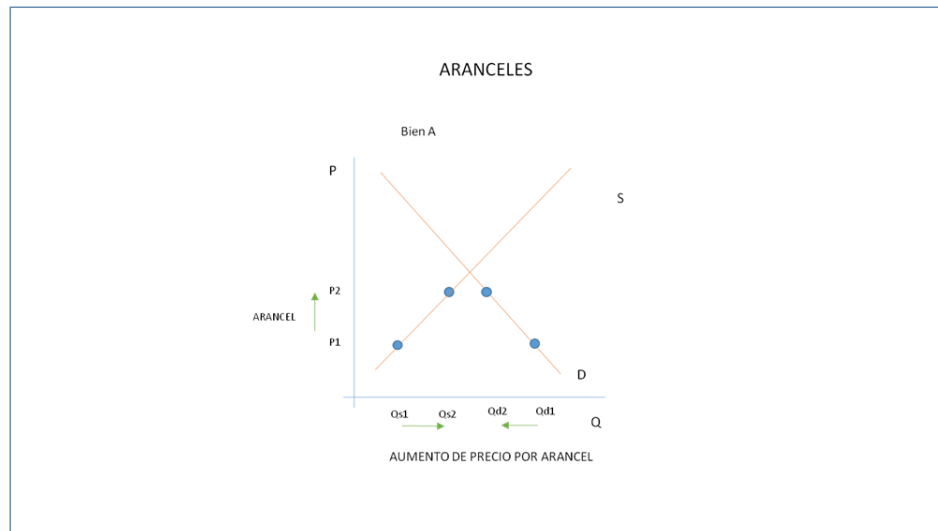 ARANCELES
Bien A
P
S
P2
ARANCEL
P1
D
Qs1 Qs2 Qd2 Qd1
Q
AUMENTO DE PRECIO POR ARANCEL